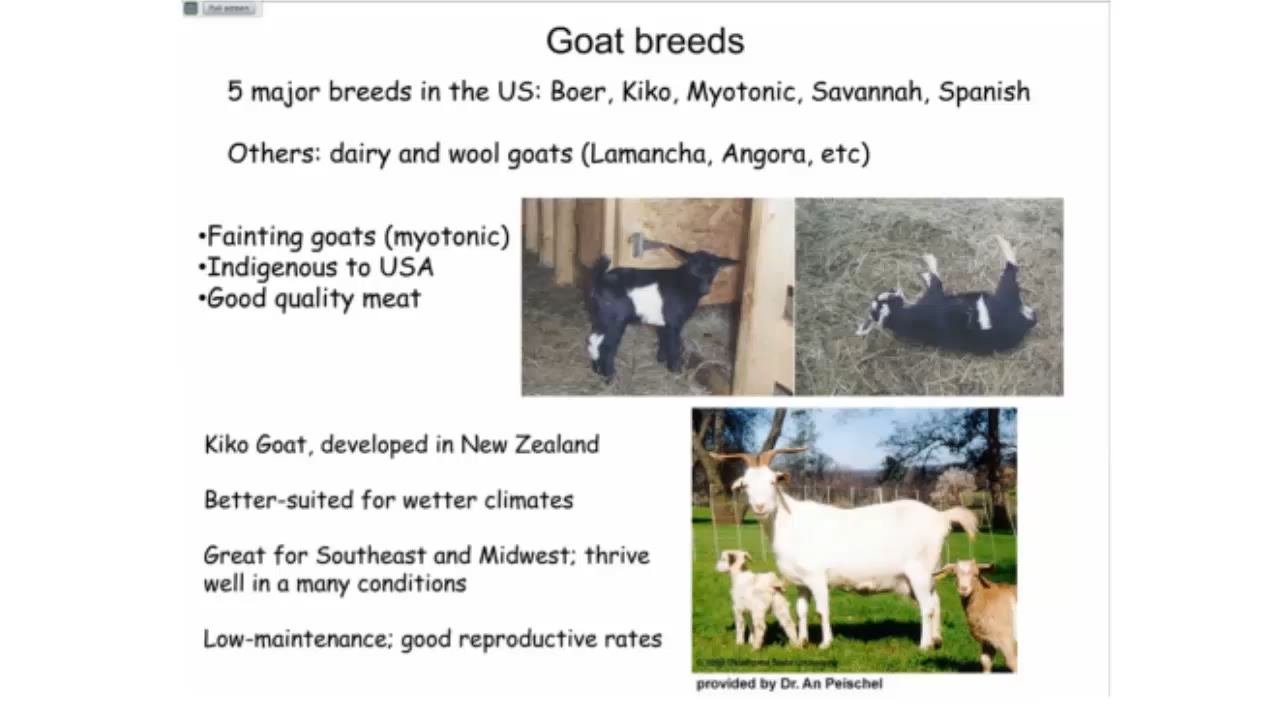 Full screen
Goat breeds
5 major breeds in the US: Boer, Kiko, Myotonic, Savannah, Spanish
Others: dairy and wool goats (Lamancha, Angora, etc)
•Fainting goats (myotonic)
•Indigenous to USA
•Good quality meat
Kiko Goat, developed in New Zealand
Better-suited for wetter climates
Great for Southeast and Midwest; thrive
well in a many conditions
Low-maintenance; good reproductive rates
provided by Dr. An Peischel